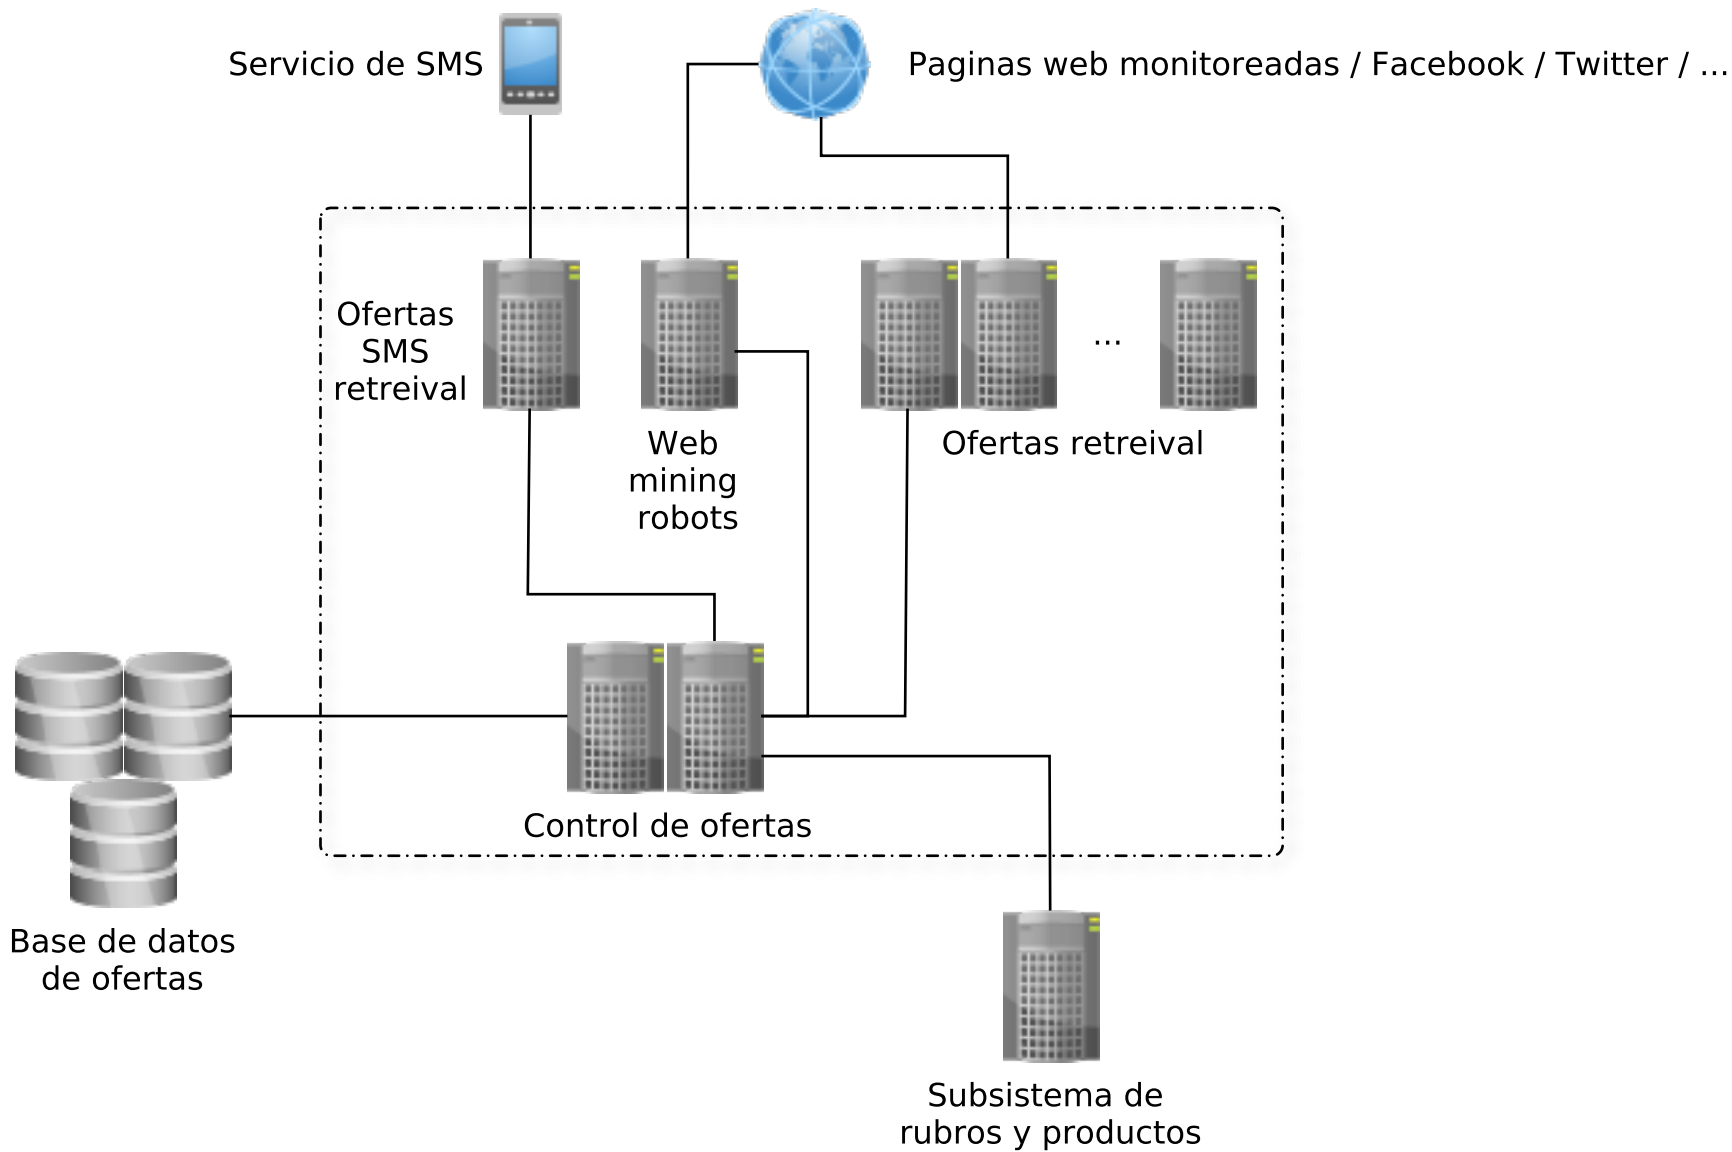 Servicio de SMS
Paginas web monitoreadas / Facebook / Twitter / ...
Ofertas
SMS
retreival
...
Web
mining
robots
Ofertas retreival
Control de ofertas
Base de datos
de ofertas
Subsistema de
rubros y productos